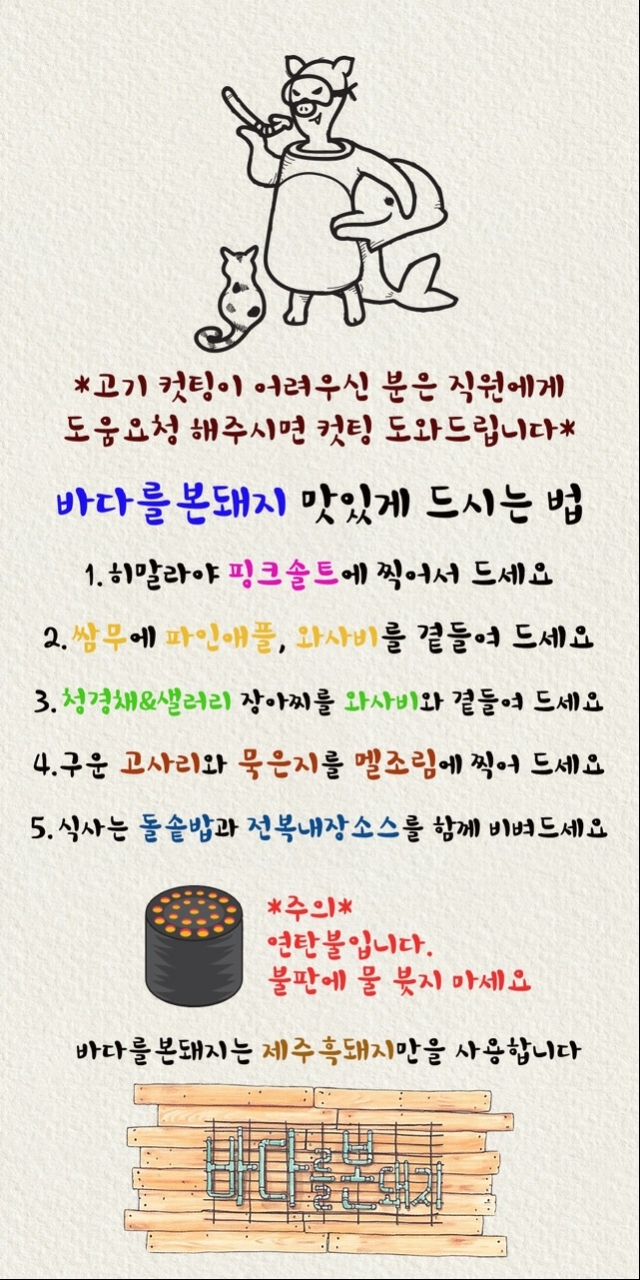 *고기 컷팅이 어려우신 분은 직원에게
도움요청 해주시면 컷팅 도와드립니다*
바다를본돼지 맛있게 드시는 법
1. 히말라야 핑크솔트에 찍어서 드세요
2. 쌈무에 파인애플, 와사비를 곁들여 드세요
3. 청경채&샐러리 장아찌를 와사비와 곁들여 드세요
4. 구운 고사리와 묵은지를 멜조림에 찍어 드세요
5. 식사는 돌솥밥과 전복내장소스를 함께 비벼드세요
*주의*
연탄불입니다.
불판에 물 붓지 마세요
바다를본돼지는 제주흑돼지만을 사용합니다
바다를본돼지